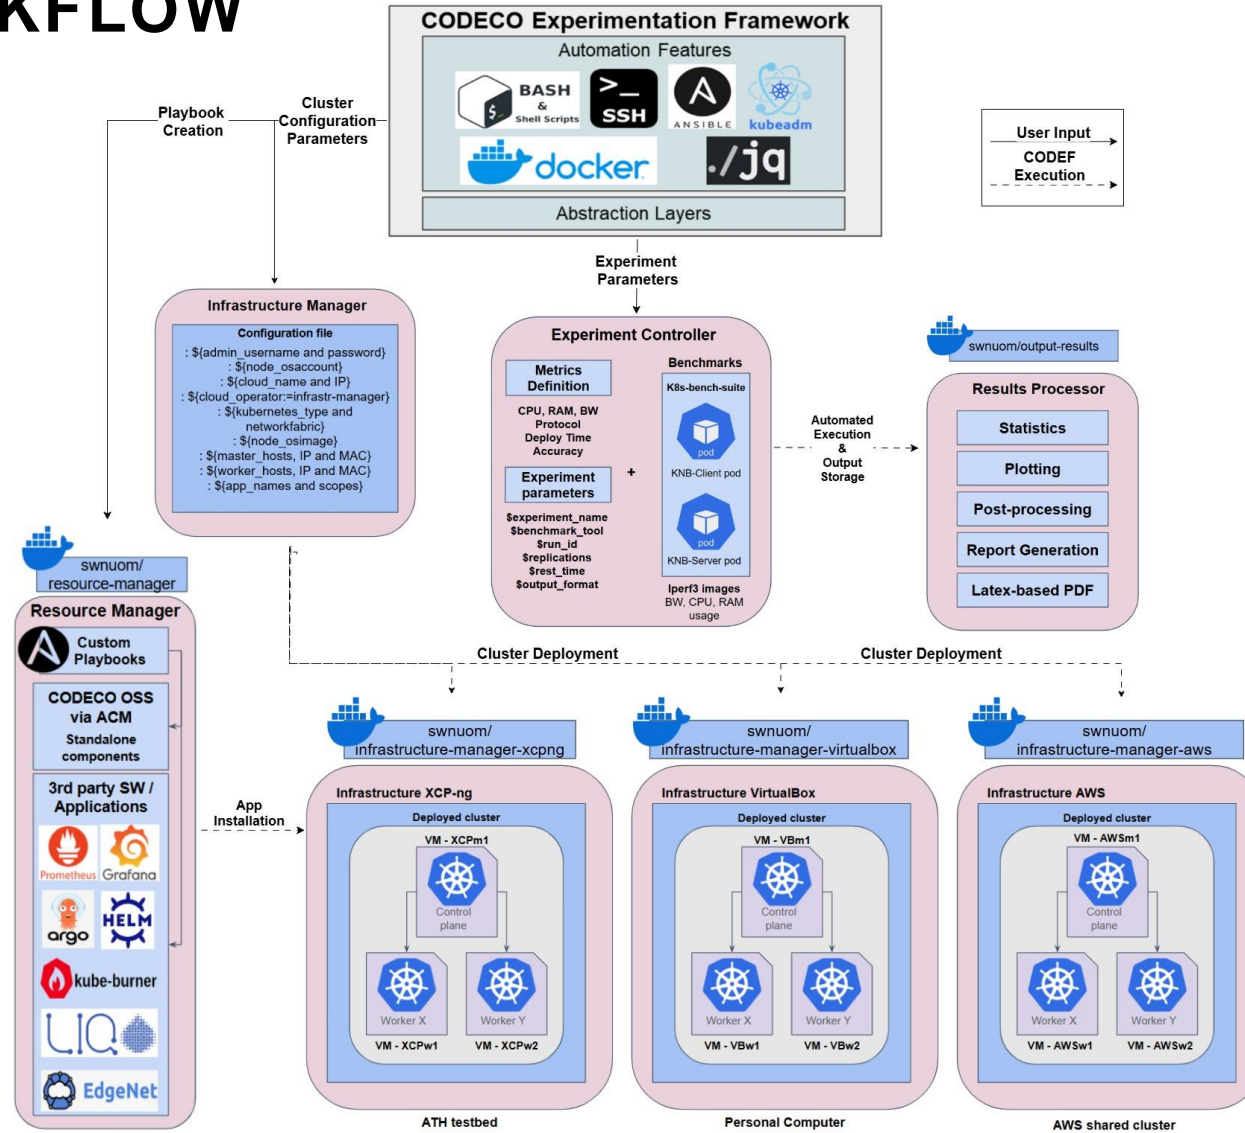 KFLOW
CODECO Experimentation Framework
Automation Features
>_
SSH
BASH
&
Shell Scripts
$_
ANSIBLE
kubeadm
docker
./jq
Abstraction Layers
Playbook
Creation
Cluster
Configuration
Parameters
User Input
CODEF
Execution
Experiment
Parameters
Infrastructure Manager
Configuration file
: ${admin_username and password}
: ${node_osaccount}
: ${cloud_name and IP}
: ${cloud_operator:=infrastr-manager}
: ${kubernetes_type and
networkfabric}
: ${node_osimage}
: ${master_hosts, IP and MAC}
: ${worker_hosts, IP and MAC}
: ${app_names and scopes}
Experiment Controller
Metrics
Definition
CPU, RAM, BW
Protocol
Deploy Time
Accuracy
Experiment
parameters
$experiment_name
$benchmark_tool
$run_id
$replications
$rest_time
$output_format
+
Benchmarks
K8s-bench-suite
pod
KNB-Client pod
pod
KNB-Server pod
Iperf3 images
BW, CPU, RAM
usage
Automated
Execution
&
Output
Storage
swnuom/output-results
Results Processor
Statistics
Plotting
Post-processing
Report Generation
Latex-based PDF
swnuom/
resource-manager
Resource Manager
Custom
Playbooks
CODECO OSS
via ACM
Standalone
components
3rd party SW /
Applications
Prometheus
Grafana
argo
HELM
kube-burner
LIQO
EdgeNet
App
Installation
Cluster Deployment
Cluster Deployment
swnuom/
infrastructure-manager-xcpng
Infrastructure XCP-ng
Deployed cluster
VM - XCPm1
Control
plane
Worker X
Worker Y
VM - XCPw1
VM - XCPw2
ATH testbed
swnuom/
infrastructure-manager-virtualbox
Infrastructure VirtualBox
Deployed cluster
VM - VBm1
Control
plane
Worker X
Worker Y
VM - VBw1
VM - VBw2
Personal Computer
swnuom/
infrastructure-manager-aws
Infrastructure AWS
Deployed cluster
VM - AWSm1
Control
plane
Worker X
Worker Y
VM - AWSw1
VM - AWSw2
AWS shared cluster